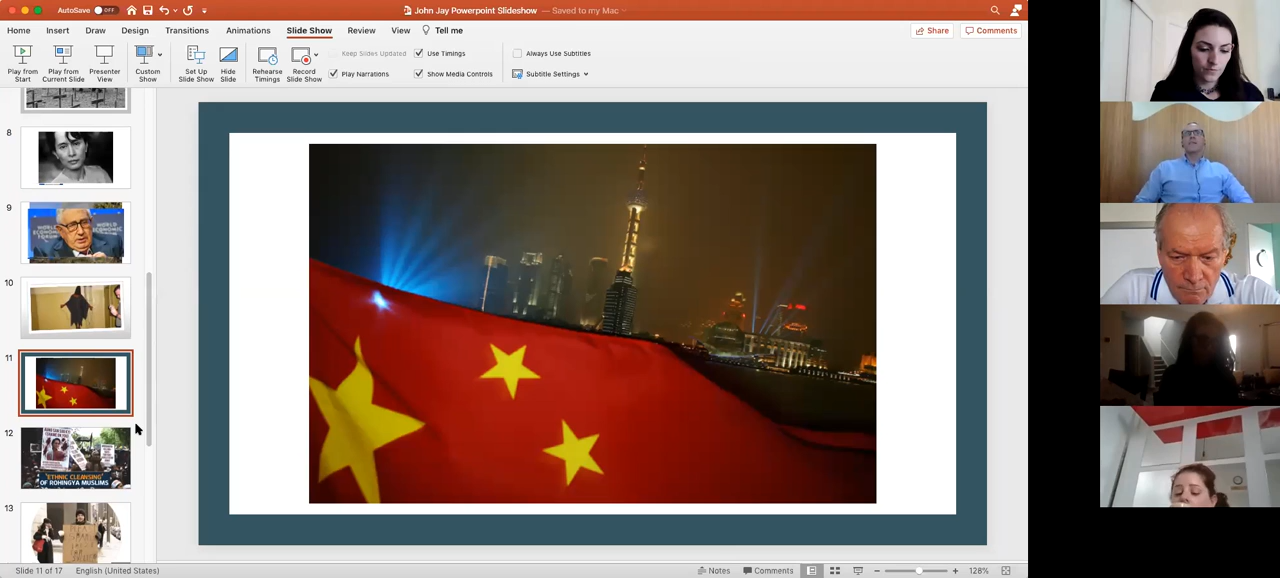 AutoSave OFF
John Jay Powerpoint Slideshow — Saved to my Mac
Home Insert Draw Design Transitions Animations Slide Show Review View Tell me
Share Comments
Play from Start
Play from Current Slide
Presenter View
Custom Show
Set Up Slide Show
Hide Slide
Rehearse Timings
Record Slide Show
Keep Slides Updated
Play Narrations
Use Timings
Show Media Controls
Always Use Subtitles
Subtitle Settings
8
9
WORLD ECONOMIC FORUM
10
11
12
"ETHNIC CLEANSING"
OF ROHINGYA MUSLIMS
13
Slide 11 of 17 English (United States)
Notes Comments 128%